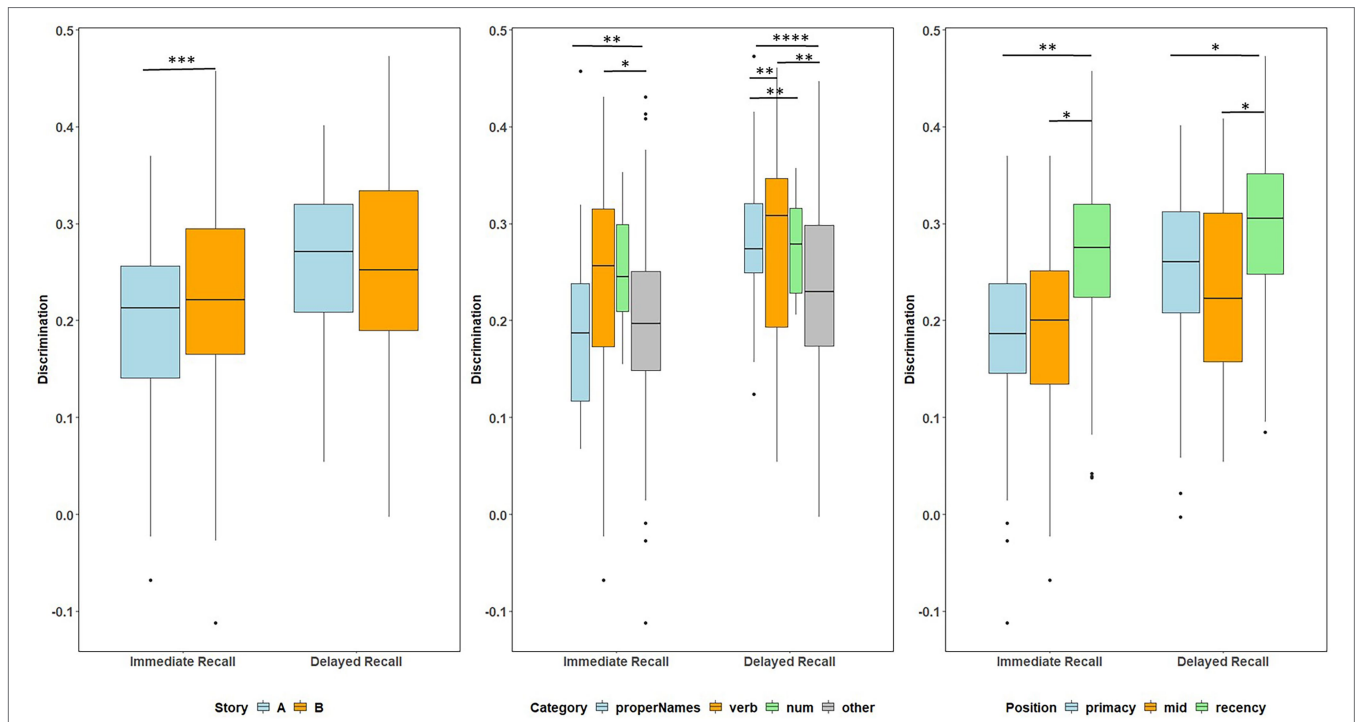 0.5
0.4
0.3
0.2
0.1
0.0
-0.1
Discrimination
***
Immediate Recall
Delayed Recall
Story A B
0.5
0.4
0.3
0.2
0.1
0.0
-0.1
Discrimination
**
*
****
**
**
**
Immediate Recall
Delayed Recall
Category properNames verb num other
0.5
0.4
0.3
0.2
0.1
0.0
-0.1
Discrimination
**
*
*
*
Immediate Recall
Delayed Recall
Position primacy mid recency